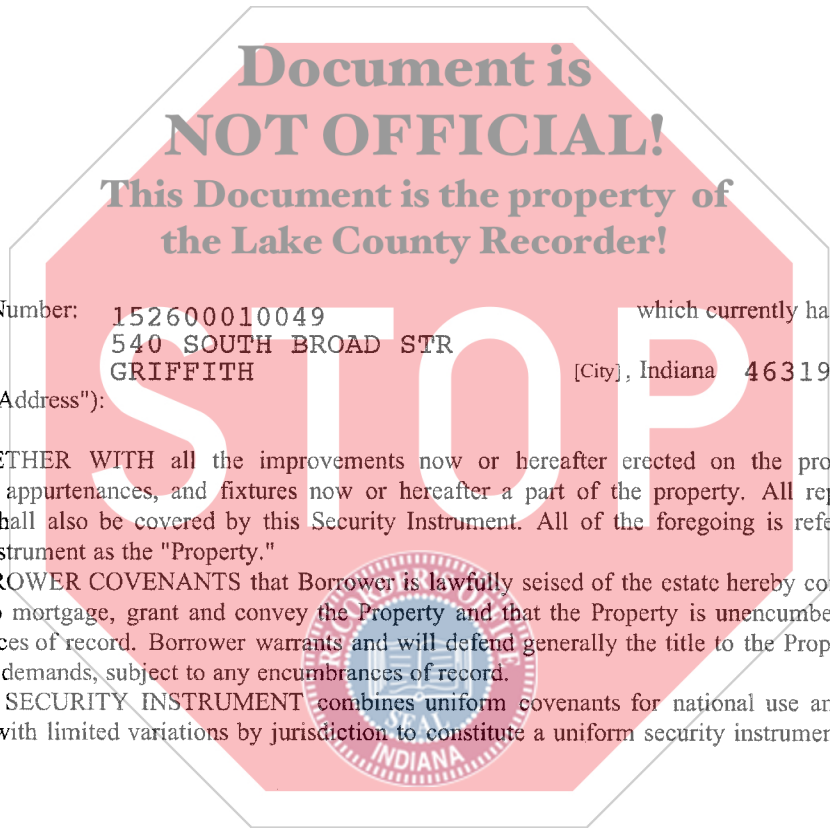 Document is
NOT OFFICIAL!
This Document is the property of
the Lake County Recorder!
STOP
Number: 152600010049 which currently ha
540 SOUTH BROAD STR
GRIFFITH [City], Indiana 46319
Address"):
ETHER WITH all the improvements now or hereafter erected on the pro
appurtenances, and fixtures now or hereafter a part of the property. All rep
hall also be covered by this Security Instrument. All of the foregoing is refe
strument as the "Property."
ROWER COVENANTS that Borrower is lawfully seised of the estate hereby co
o mortgage, grant and convey the Property and that the Property is unencumbe
ces of record. Borrower warrants and will defend generally the title to the Prop
demands, subject to any encumbrances of record.
SECURITY INSTRUMENT combines uniform covenants for national use an
with limited variations by jurisdiction to constitute a uniform security instrumen
SEAL
INDIANA